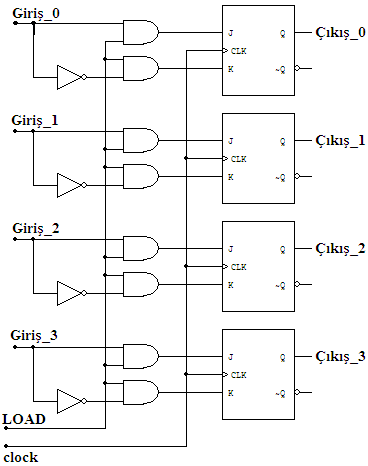 Giriş_0
J
Q
Çıkış_0
CLK
K
~Q
Giriş_1
J
Q
Çıkış_1
CLK
K
~Q
Giriş_2
J
Q
Çıkış_2
CLK
K
~Q
Giriş_3
J
Q
Çıkış_3
CLK
K
~Q
LOAD
clock